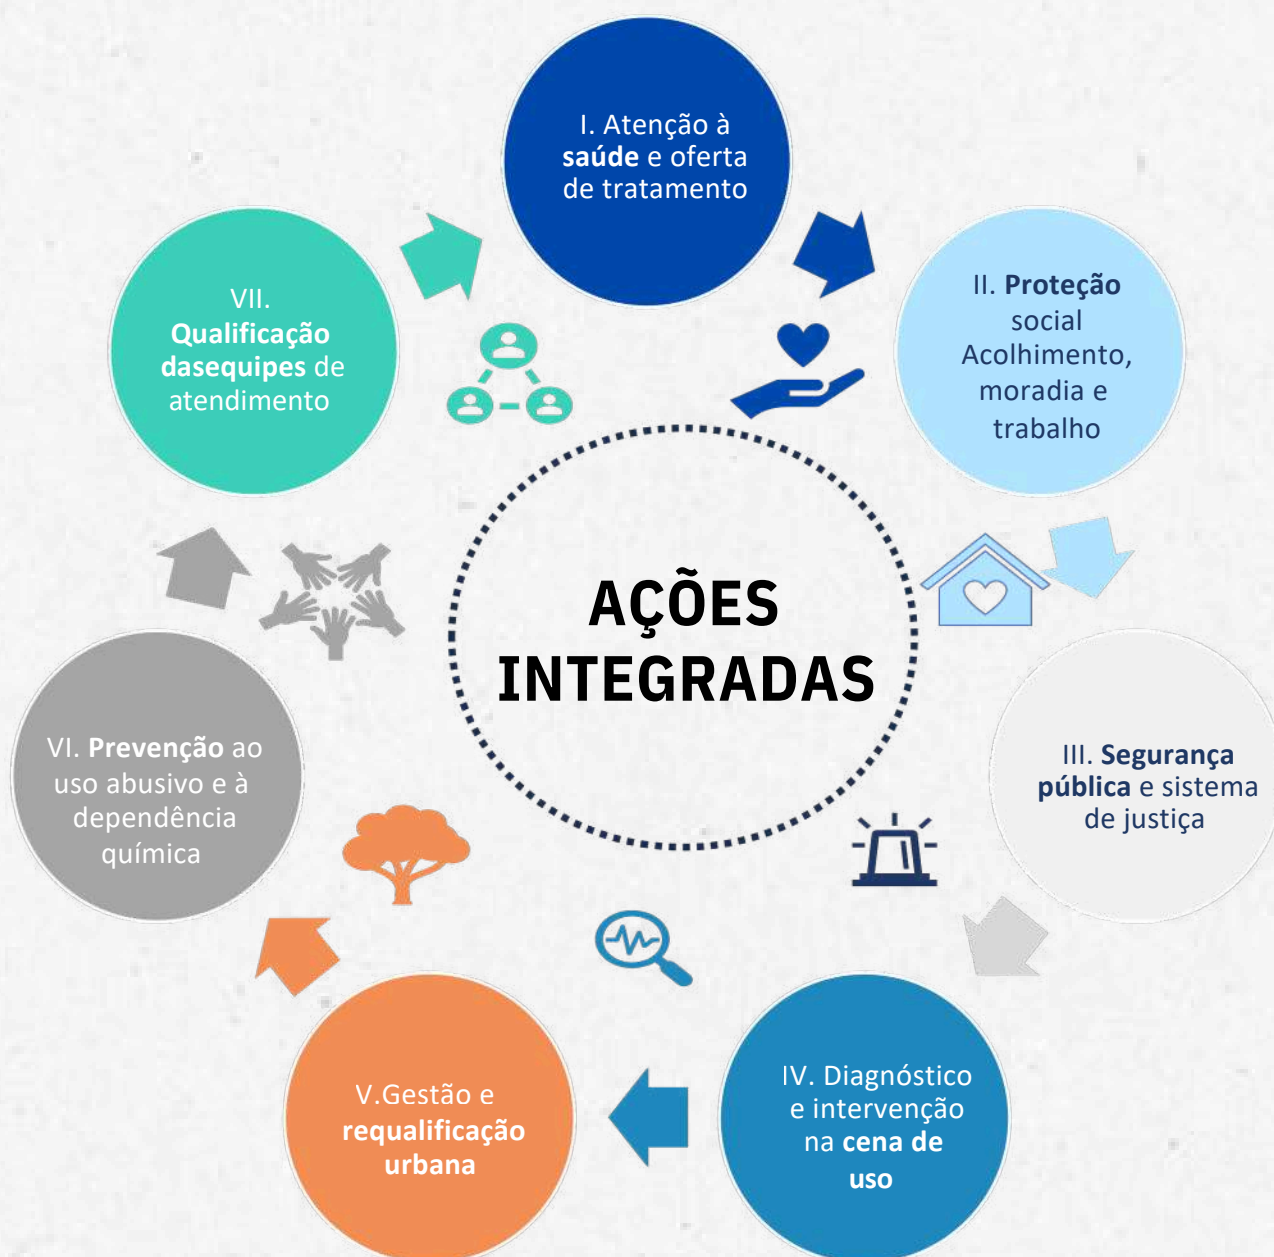 I. Atenção à
saúde e oferta
de tratamento
II. Proteção
social
Acolhimento,
moradia e
trabalho
III. Segurança
pública e sistema
de justiça
IV. Diagnóstico
e intervenção
na cena de
uso
V.Gestão e
requalificação
urbana
VI. Prevenção ao
uso abusivo e à
dependência
química
VII.
Qualificação
dasequipes de
atendimento
AÇÕES
INTEGRADAS